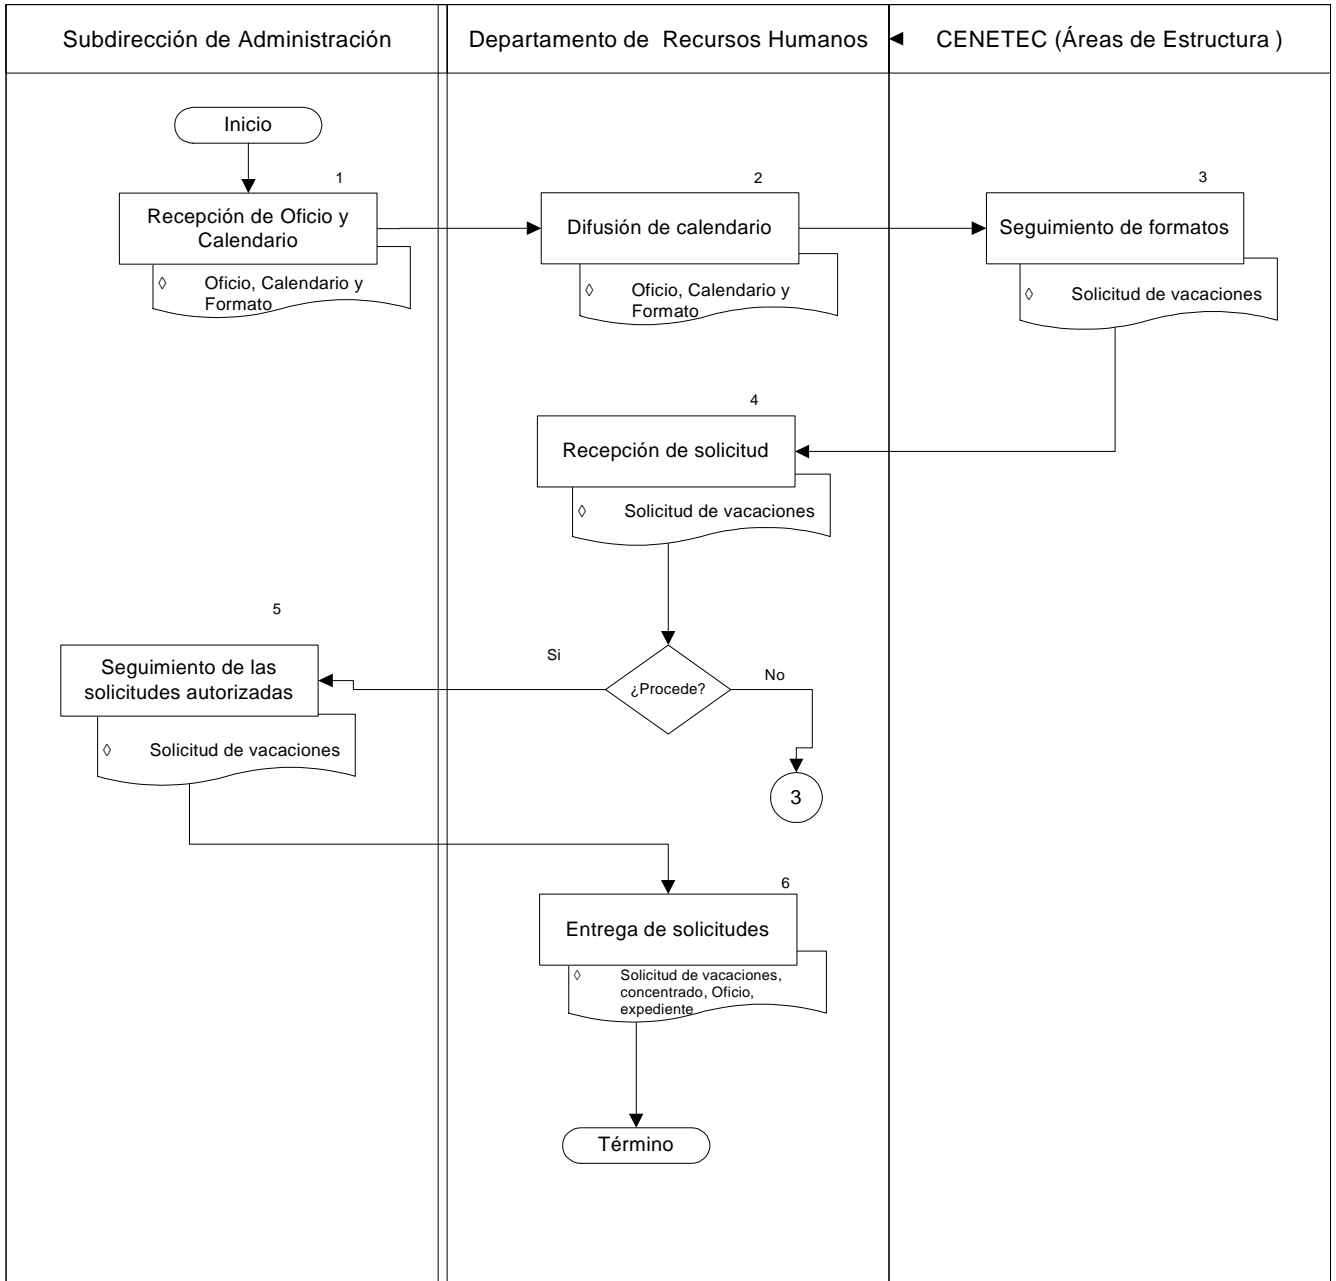 Subdirección de Administración
Departamento de Recursos Humanos
CENETEC (Áreas de Estructura )
Inicio
1
Recepción de Oficio y
Calendario
◊ Oficio, Calendario y
Formato
2
Difusión de calendario
◊ Oficio, Calendario y
Formato
3
Seguimiento de formatos
◊ Solicitud de vacaciones
4
Recepción de solicitud
◊ Solicitud de vacaciones
¿Procede?
Si
No
3
5
Seguimiento de las
solicitudes autorizadas
◊ Solicitud de vacaciones
6
Entrega de solicitudes
◊ Solicitud de vacaciones,
concentrado, Oficio,
expediente
Término